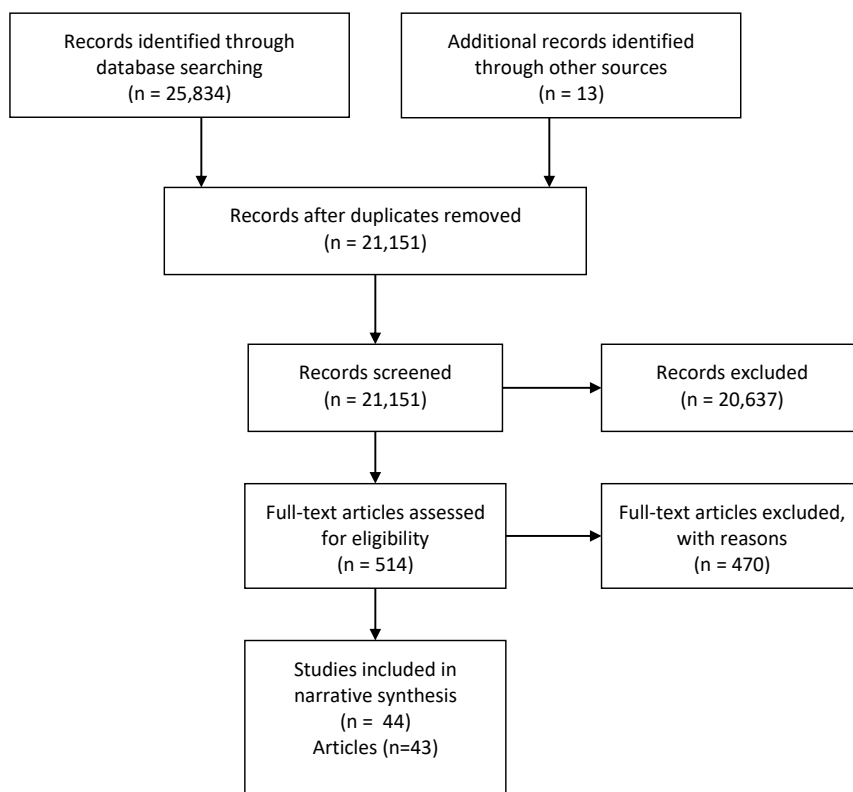 Records identified through
database searching
(n = 25,834)
Additional records identified
through other sources
(n = 13)
Records after duplicates removed
(n = 21,151)
Records screened
(n = 21,151)
Records excluded
(n = 20,637)
Full-text articles assessed
for eligibility
(n = 514)
Full-text articles excluded,
with reasons
(n = 470)
Studies included in
narrative synthesis
(n = 44)
Articles (n=43)